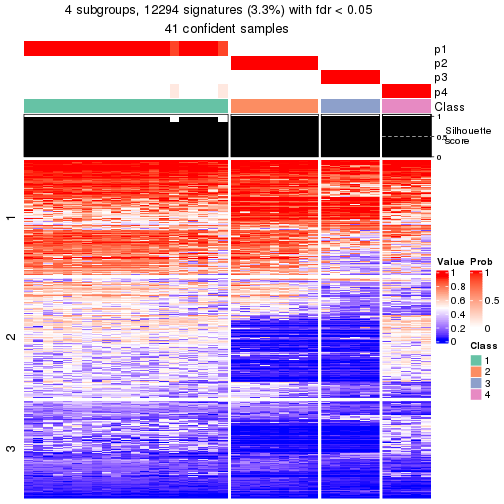 4 subgroups, 12294 signatures (3.3%) with fdr < 0.05
41 confident samples
p1
p2
p3
p4
Class
1
0.5
0
Silhouette
score
1
2
3
Value
1
0.8
0.6
0.4
0.2
0
Prob
1
0.5
0
Class
1
2
3
4